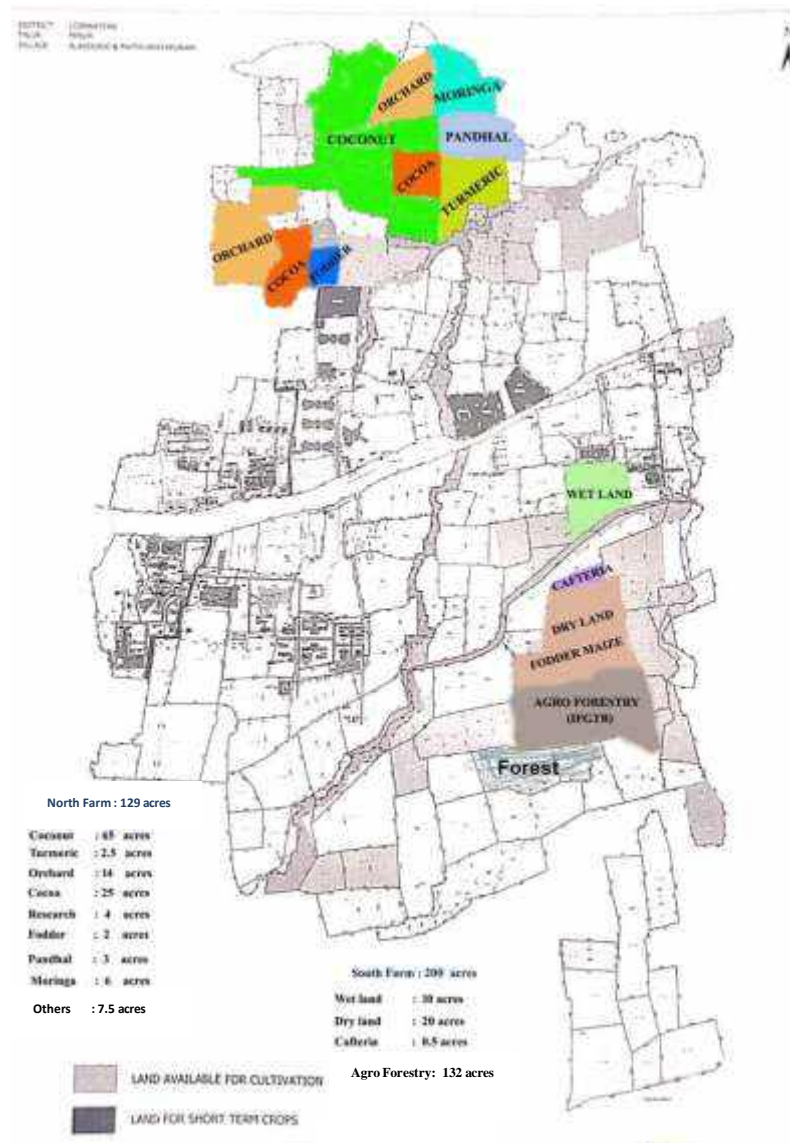 DISTRICT
TALUK
VILLAGE
N
ORCHARD
MORINGA
COCONUT
PANDHAL
COCOA
TURMERIC
ORCHARD
COCOA
FODDER
WET LAND
CAFTERIA
DRY LAND
FODDER MAIZE
AGRO FORESTRY
(IFGTB)
Forest
North Farm : 129 acres
Coconut : 65 acres
Turmeric : 2.5 acres
Orchard : 14 acres
Cocoa : 25 acres
Research : 4 acres
Fodder : 2 acres
Pandhal : 3 acres
Moringa : 6 acres
Others : 7.5 acres
South Farm : 200 acres
Wet land : 10 acres
Dry land : 20 acres
Cafteria : 0.5 acres
Agro Forestry: 132 acres
LAND AVAILABLE FOR CULTIVATION
LAND FOR SHORT TERM CROPS